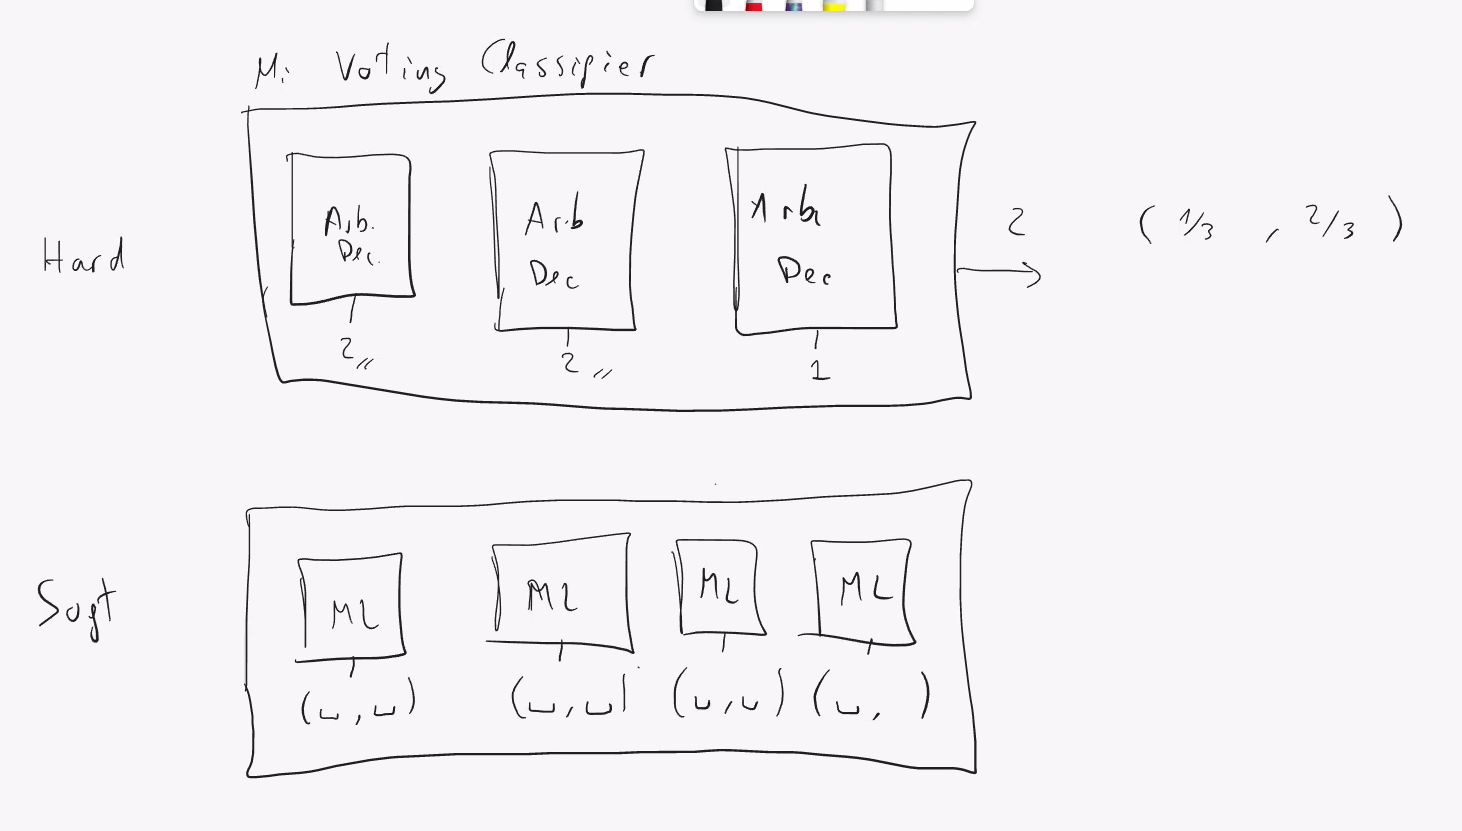 Mi Voting Classifier
Hard
Arb.
Dec.
2
Arb
Dec
2
Arb
Dec
1
2
( 1/3 , 2/3 )
Soft
ML
ML
ML
ML
(␣,␣)
(␣,␣)
(␣,␣)
(␣, )